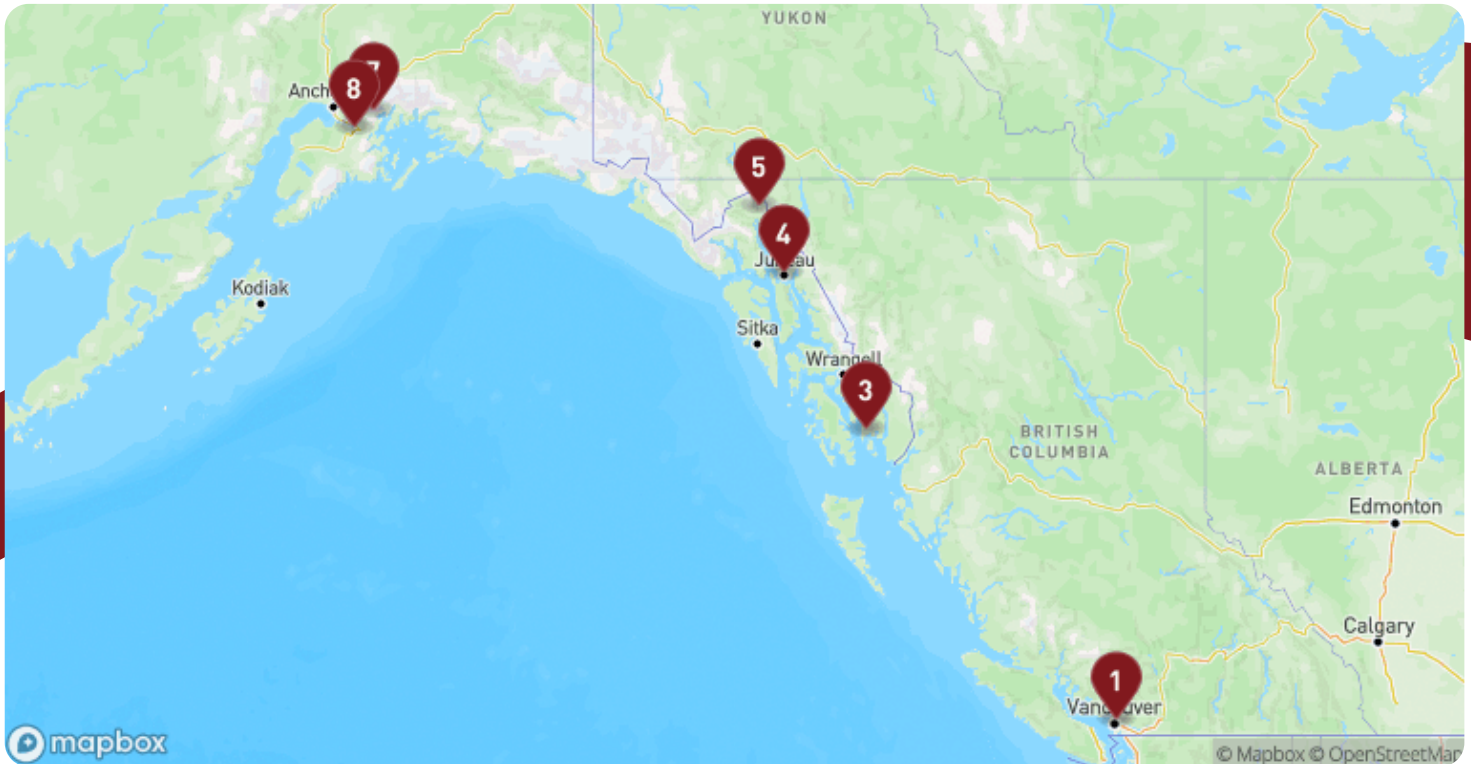 YUKON
7
Anch
8
5
4
Juneau
Kodiak
Sitka
Wrangell
3
BRITISH
COLUMBIA
ALBERTA
Edmonton
Calgary
1
Vancouver
mapbox
© Mapbox © OpenStreetMap